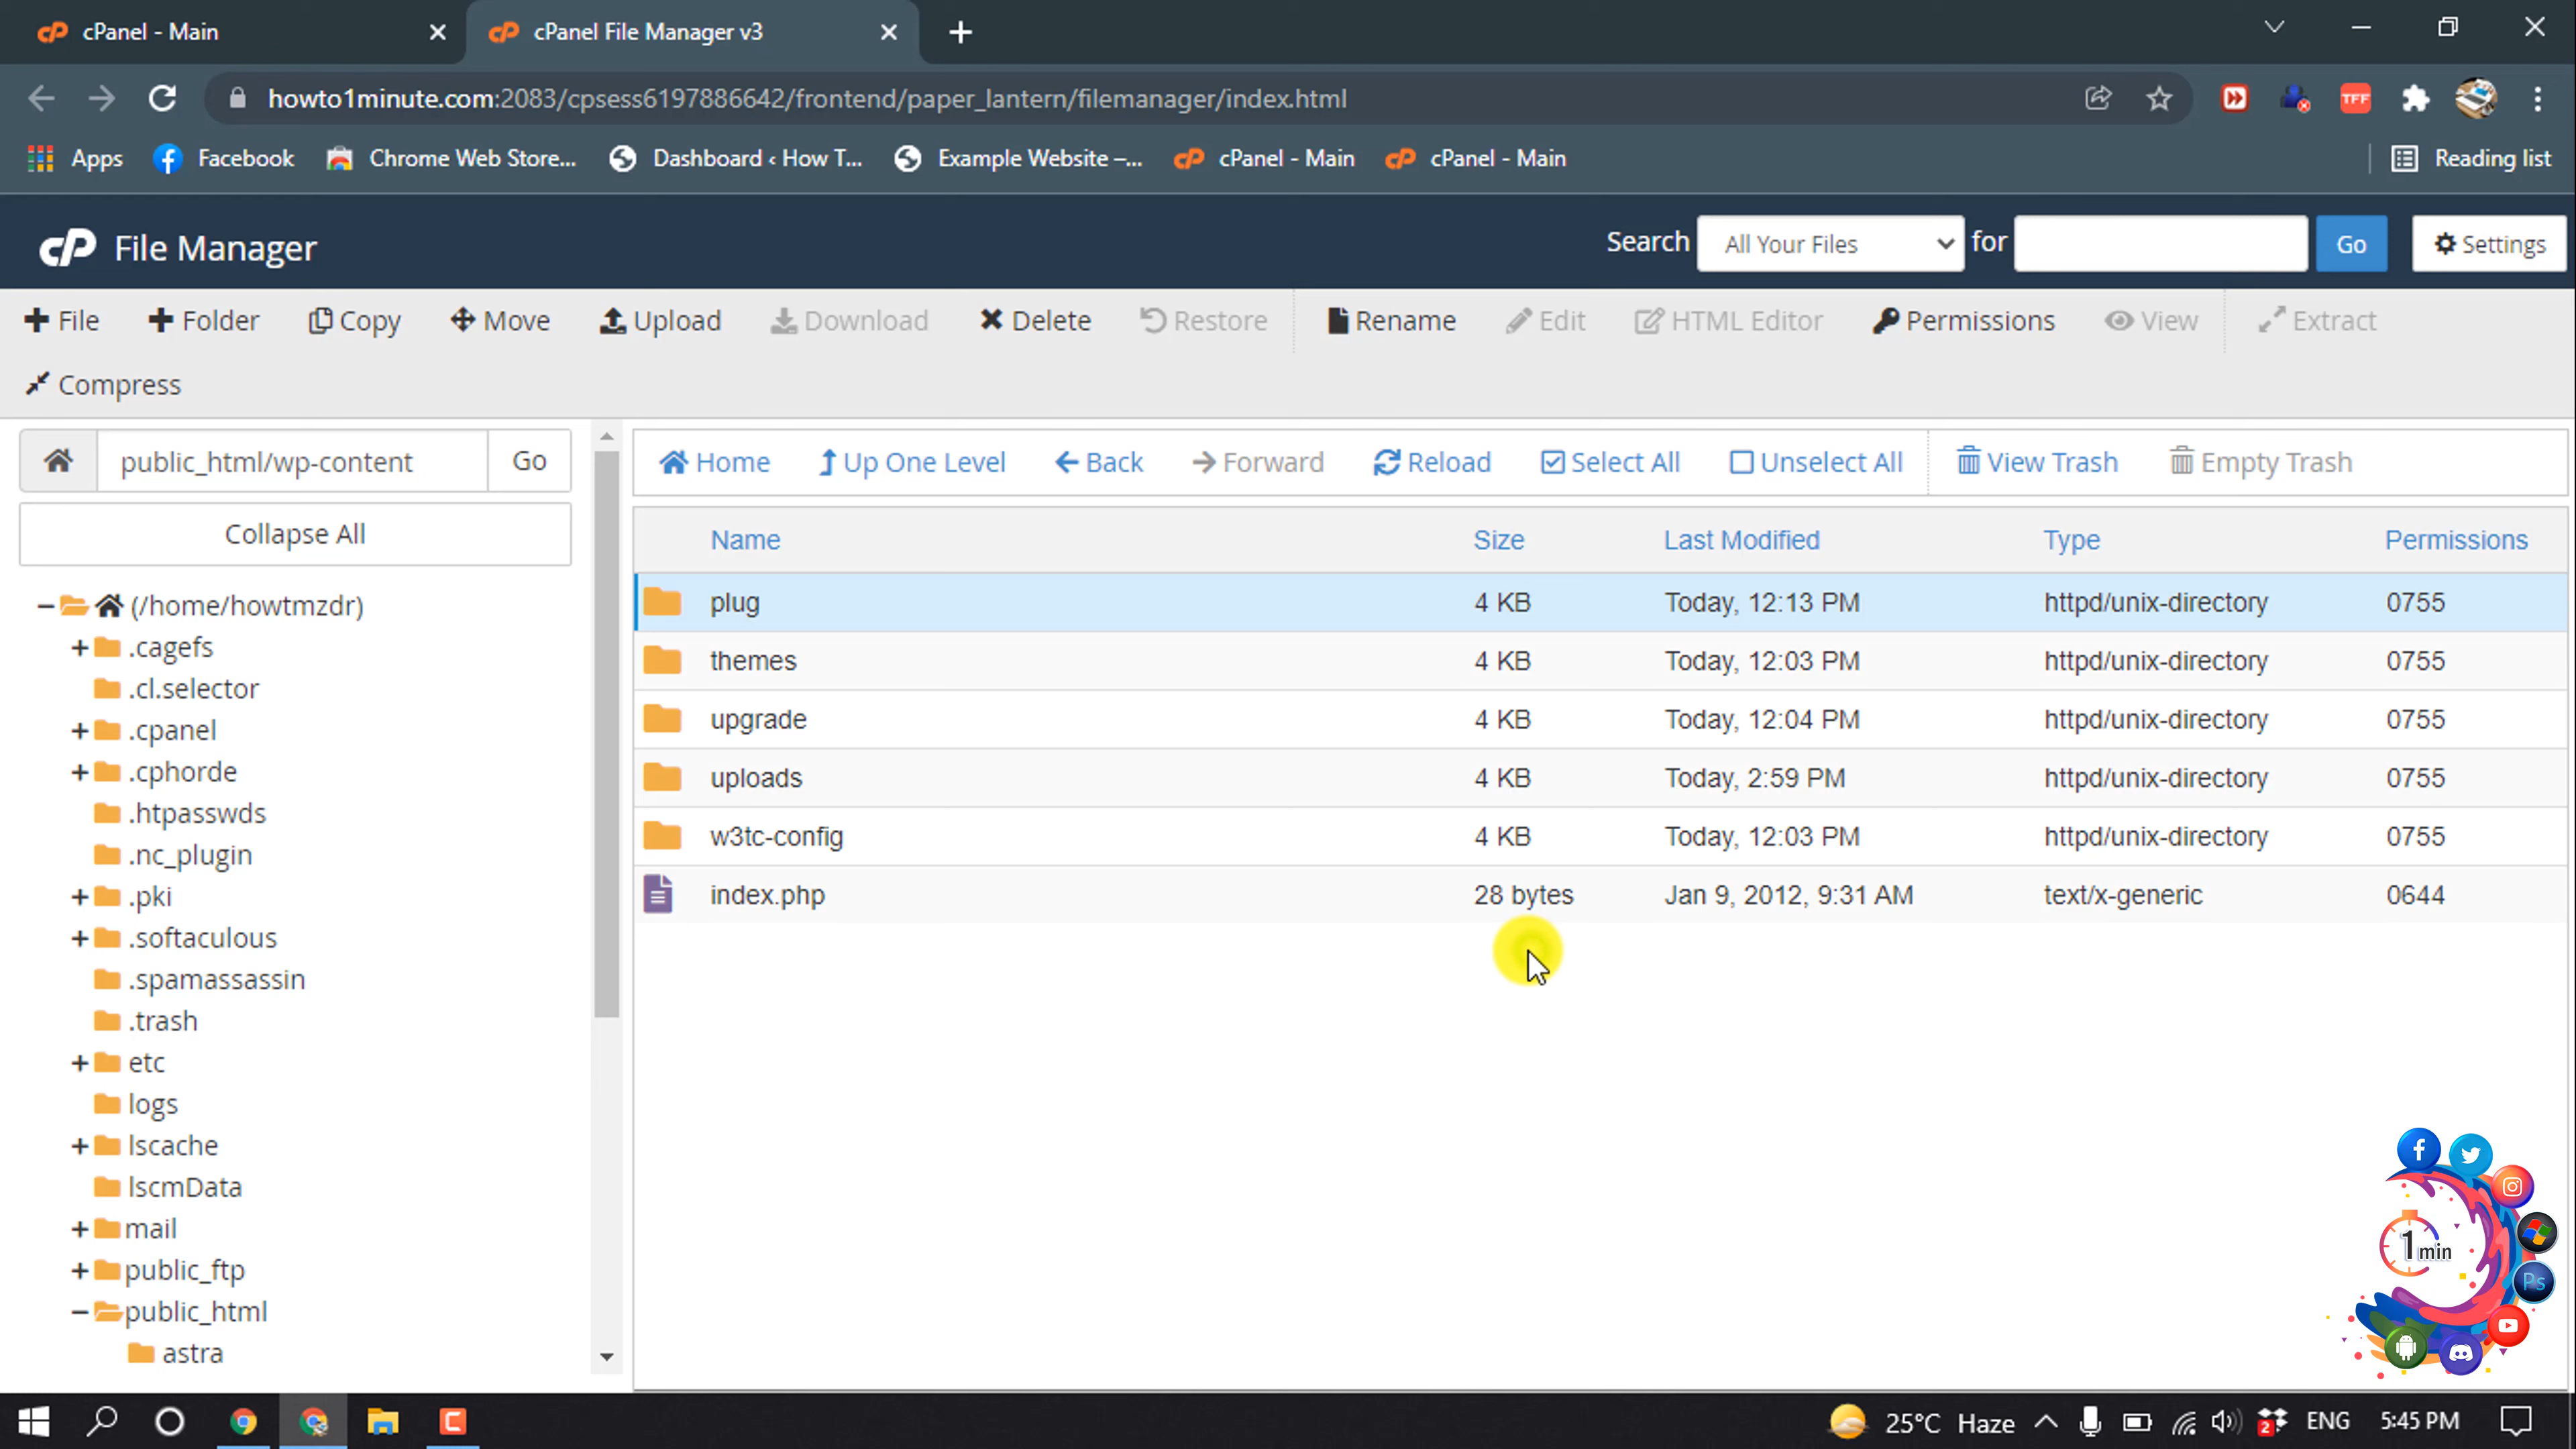 cPanel - Main
cPanel File Manager v3
howto1minute.com:2083/cpsess6197886642/frontend/paper_lantern/filemanager/index.html
TFF
Apps Facebook Chrome Web Store... Dashboard ‹ How T... Example Website –... cPanel - Main cPanel - Main Reading list
cP File Manager Search All Your Files for Go Settings
File Folder Copy Move Upload Download Delete Restore Rename Edit HTML Editor Permissions View Extract
Compress
public_html/wp-content Go Home Up One Level Back Forward Reload Select All Unselect All View Trash Empty Trash
Collapse All
Name Size Last Modified Type Permissions
plug 4 KB Today, 12:13 PM httpd/unix-directory 0755
themes 4 KB Today, 12:03 PM httpd/unix-directory 0755
upgrade 4 KB Today, 12:04 PM httpd/unix-directory 0755
uploads 4 KB Today, 2:59 PM httpd/unix-directory 0755
w3tc-config 4 KB Today, 12:03 PM httpd/unix-directory 0755
index.php 28 bytes Jan 9, 2012, 9:31 AM text/x-generic 0644
(/home/howtmzdr)
.cagefs
.cl.selector
.cpanel
.cphorde
.htpasswds
.nc_plugin
.pki
.softaculous
.spamassassin
.trash
etc
logs
lscache
lscmData
mail
public_ftp
public_html
astra
1 min
Ps
25°C Haze 2 ENG 5:45 PM